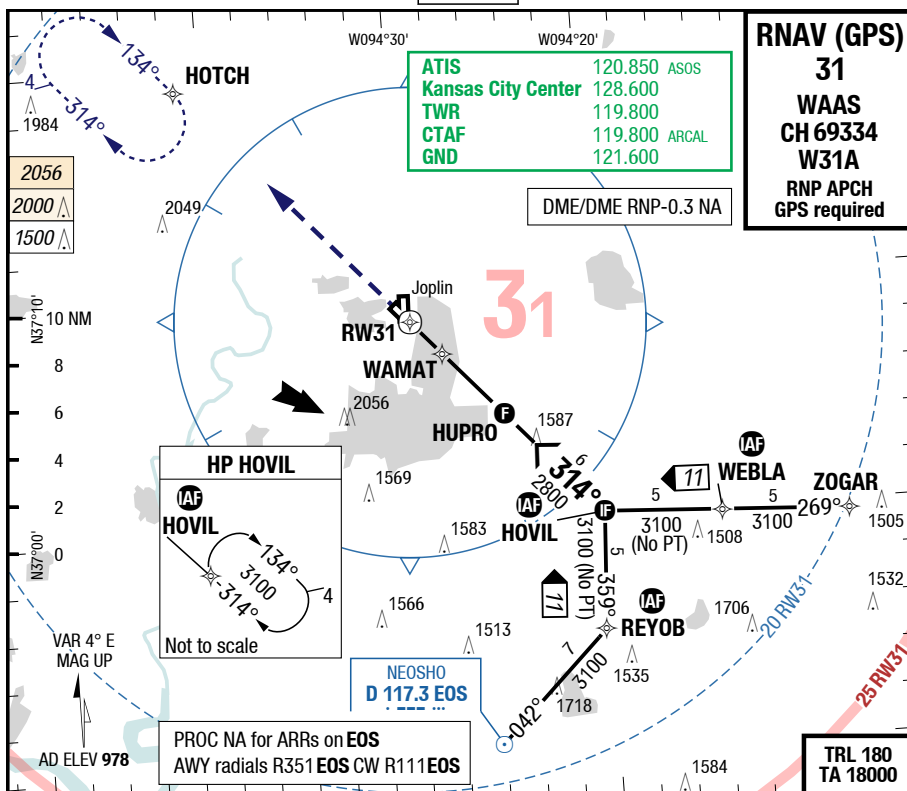 W094°30'
W094°20'
RNAV (GPS)
31
WAAS
CH 69334
W31A
RNP APCH
GPS required
ATIS 120.850 ASOS
Kansas City Center 128.600
TWR 119.800
CTAF 119.800 ARCAL
GND 121.600
DME/DME RNP-0.3 NA
134°
4
314°
HOTCH
1984
2056
2000
1500
2049
N37°10'
10 NM
8
6
4
2
0
N37°00'
Joplin
31
RW31
WAMAT
2056
HUPRO
F
1587
6
314°
2800
IAF
WEBLA
ZOGAR
11
5
5
269°
3100
(No PT)
3100
1508
1505
IAF
HOVIL
IF
3100 (No PT)
5
359°
11
IAF
REYOB
1569
1583
1566
1513
1535
1706
1532
20 RW31
25 RW31
HP HOVIL
IAF
HOVIL
134°
3100
314°
4
Not to scale
7
3100
042°
1718
1584
NEOSHO
D 117.3 EOS
VAR 4° E
MAG UP
AD ELEV 978
PROC NA for ARRs on EOS
AWY radials R351 EOS CW R111 EOS
TRL 180
TA 18000